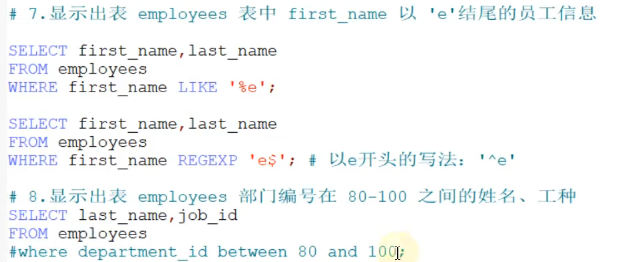 # 7.显示出表 employees 表中 first_name 以 'e'结尾的员工信息
SELECT first_name,last_name
FROM employees
WHERE first_name LIKE '%e';
SELECT first_name,last_name
FROM employees
WHERE first_name REGEXP 'e$'; # 以e开头的写法：'^e'
# 8.显示出表 employees 部门编号在 80-100 之间的姓名、工种
SELECT last_name,job_id
FROM employees
#where department_id between 80 and 100;